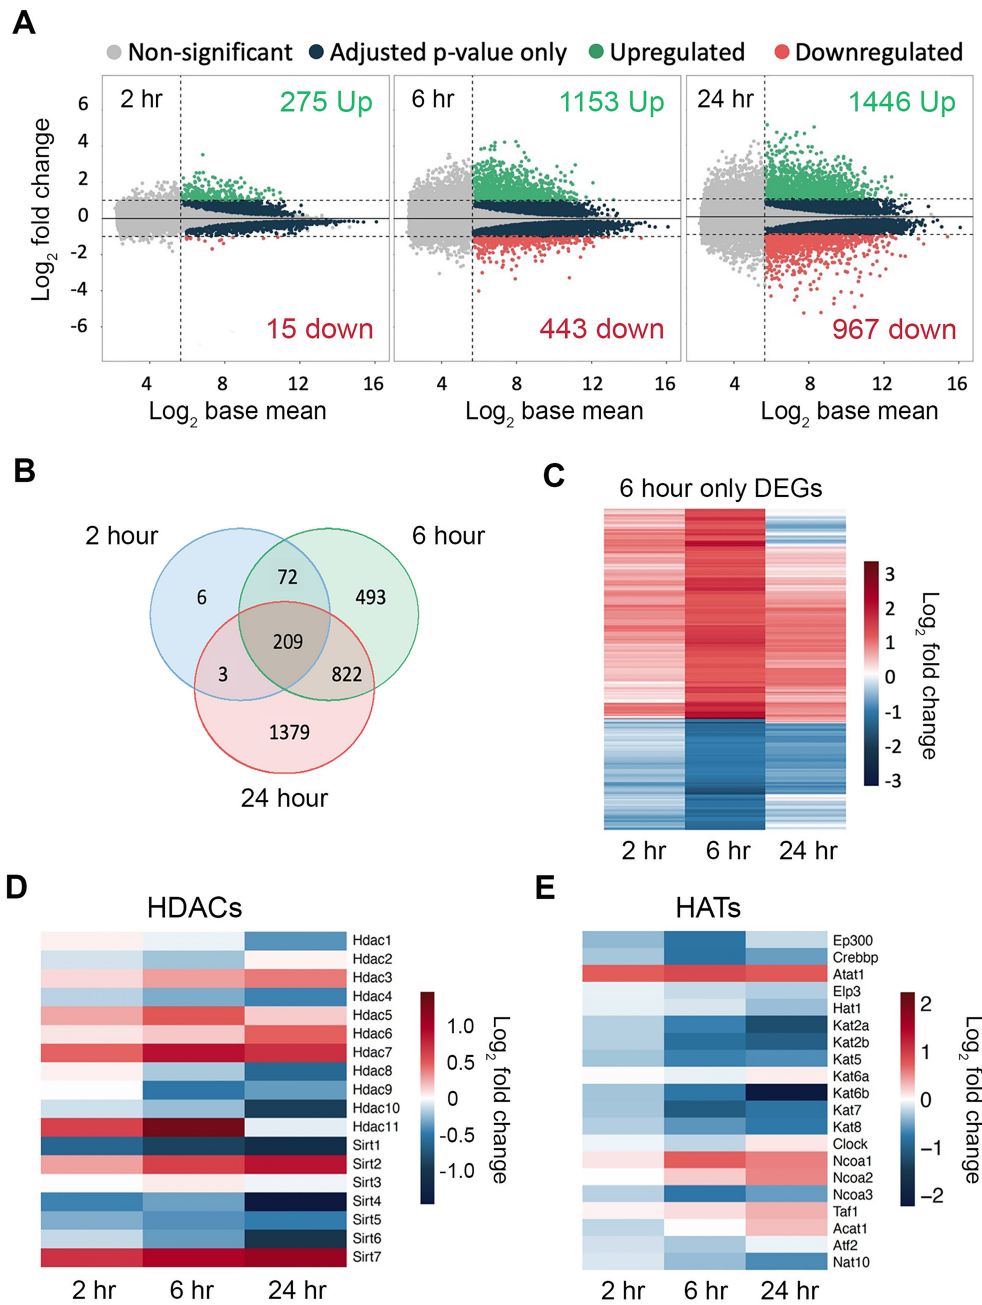 A
Non-significant Adjusted p-value only Upregulated Downregulated
Log2 fold change
6
4
2
0
-2
-4
-6
2 hr 275 Up
15 down
6 hr 1153 Up
443 down
24 hr 1446 Up
967 down
4 8 12 16
4 8 12 16
4 8 12 16
Log2 base mean
Log2 base mean
Log2 base mean
B
2 hour
6 hour
72
6
493
209
3
822
1379
24 hour
C
6 hour only DEGs
2 hr 6 hr 24 hr
3
2
1
0
-1
-2
-3
Log2 fold change
D
HDACs
Hdac1
Hdac2
Hdac3
Hdac4
Hdac5
Hdac6
Hdac7
Hdac8
Hdac9
Hdac10
Hdac11
Sirt1
Sirt2
Sirt3
Sirt4
Sirt5
Sirt6
Sirt7
2 hr 6 hr 24 hr
1.0
0.5
0
-0.5
-1.0
Log2 fold change
E
HATs
Ep300
Crebbp
Atat1
Elp3
Hat1
Kat2a
Kat2b
Kat5
Kat6a
Kat6b
Kat7
Kat8
Clock
Ncoa1
Ncoa2
Ncoa3
Taf1
Acat1
Atf2
Nat10
2 hr 6 hr 24 hr
2
1
0
−1
−2
Log2 fold change